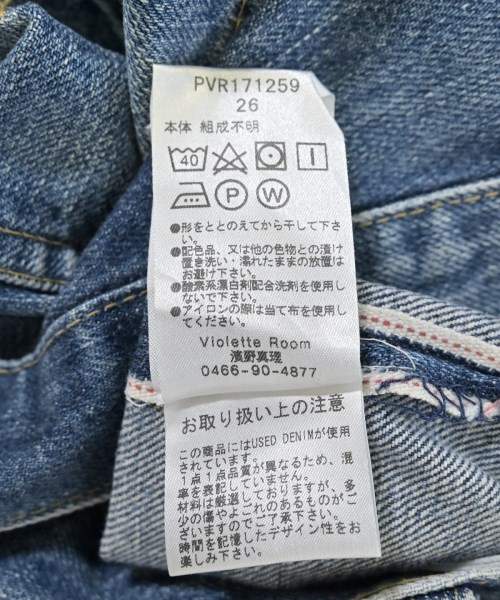 PVR171259
26
本体 組成不明
40
P W
●形をととのえてから干して下さ
い。
●配色品、又は他の色物との漬け
置き洗い・濡れたままの放置は
お避け下さい。
●酸素系漂白剤配合洗剤を使用し
ないで下さい。
●アイロンの際は当て布を使用し
てください。
Violette Room
濱野真瑳
0466-90-4877
お取り扱い上の注意
この商品にはUSED DENIMが使用
されています。
1点1点品質が異なるため、混
率を表記していません。
材料は厳選しておりますが、多
少の傷やよごれのあるものがご
ざいますのでご了承下さい。
時間を記憶したデザイン性をお
楽しみ下さい。